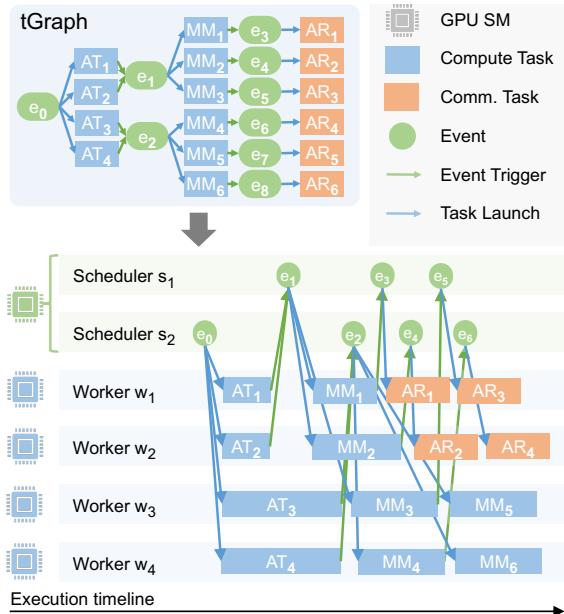 tGraph
e₀
AT₁
AT₂
AT₃
AT₄
e₁
e₂
MM₁
MM₂
MM₃
MM₄
MM₅
MM₆
e₃
e₄
e₅
e₆
e₇
e₈
AR₁
AR₂
AR₃
AR₄
AR₅
AR₆
GPU SM
Compute Task
Comm. Task
Event
Event Trigger
Task Launch
Scheduler s₁
e₁ e₃ e₅
Scheduler s₂
e₀ e₂ e₄ e₆
Worker w₁
AT₁ MM₁ AR₁ AR₃
Worker w₂
AT₂ MM₂ AR₂ AR₄
Worker w₃
AT₃ MM₃ MM₅
Worker w₄
AT₄ MM₄ MM₆
Execution timeline